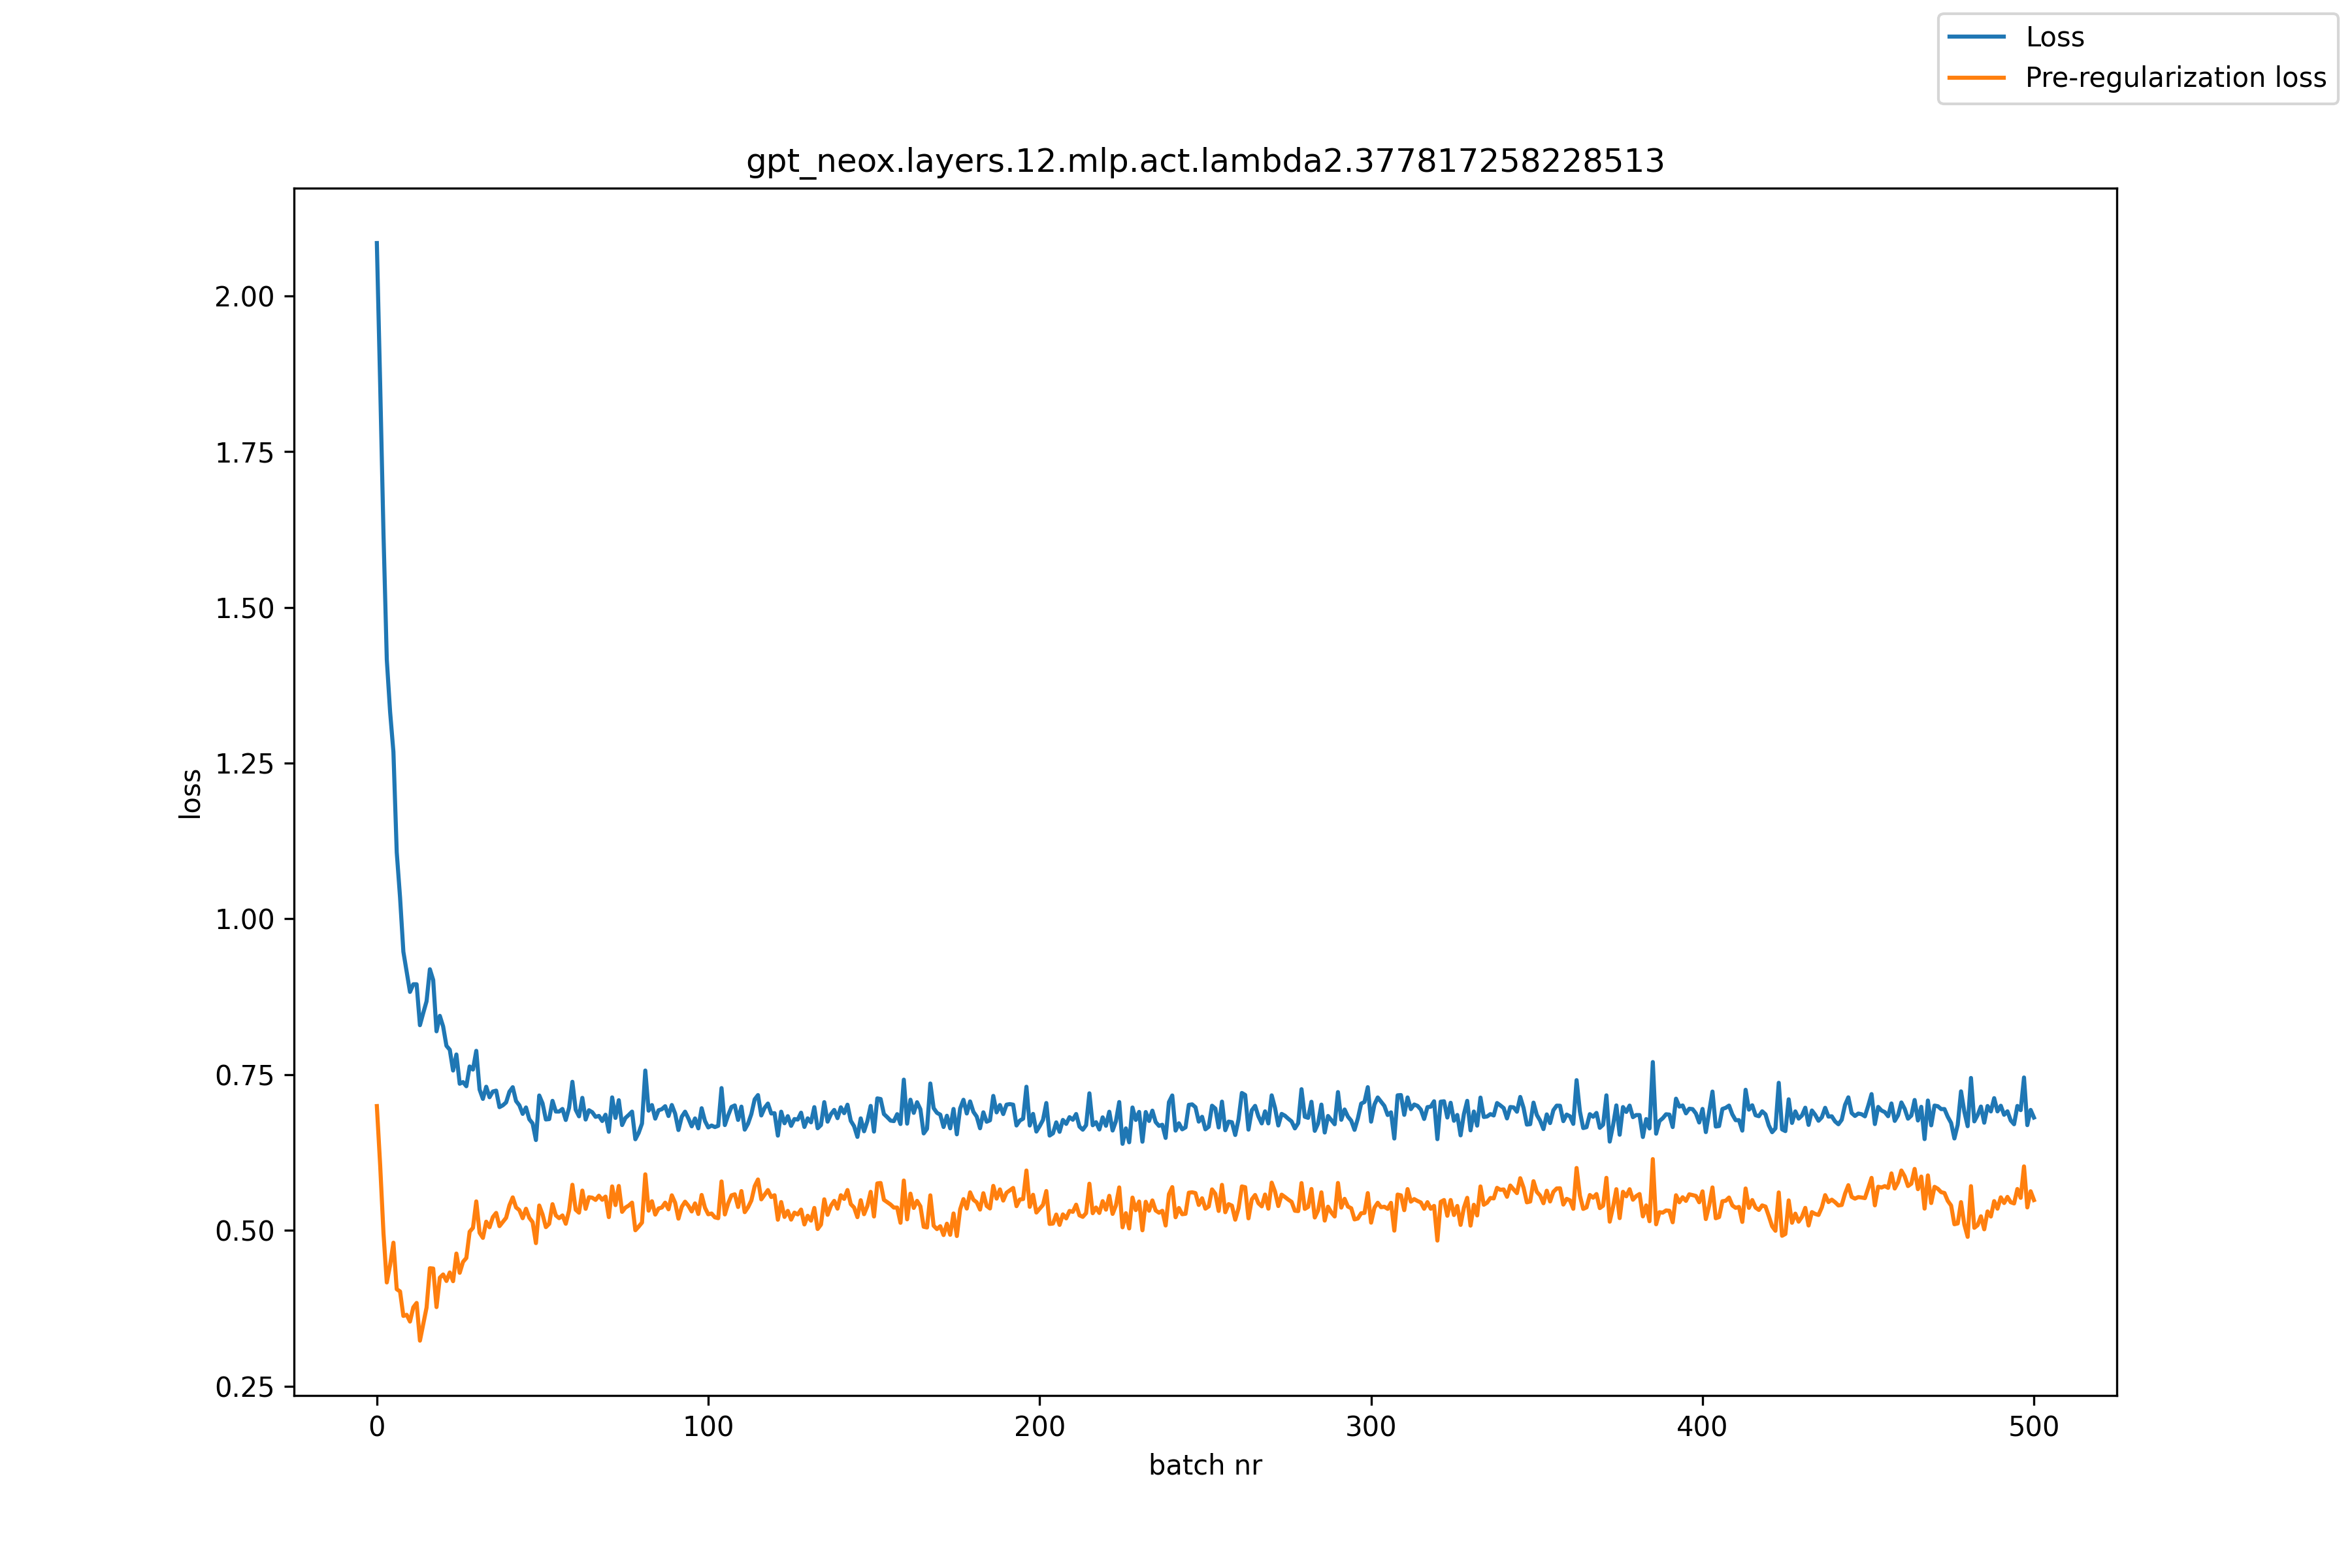 Loss
Pre-regularization loss
gpt_neox.layers.12.mlp.act.lambda2.377817258228513
2.00
1.75
1.50
1.25
1.00
0.75
0.50
0.25
loss
0 100 200 300 400 500
batch nr